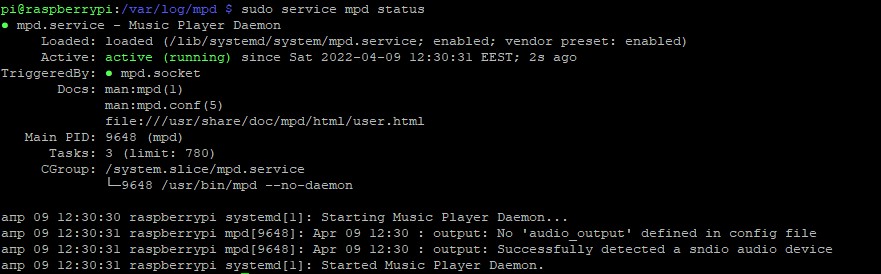 pi@raspberrypi:/var/log/mpd $ sudo service mpd status
● mpd.service - Music Player Daemon
Loaded: loaded (/lib/systemd/system/mpd.service; enabled; vendor preset: enabled)
Active: active (running) since Sat 2022-04-09 12:30:31 EEST; 2s ago
TriggeredBy: ● mpd.socket
Docs: man:mpd(1)
man:mpd.conf(5)
file:///usr/share/doc/mpd/html/user.html
Main PID: 9648 (mpd)
Tasks: 3 (limit: 780)
CGroup: /system.slice/mpd.service
└─9648 /usr/bin/mpd --no-daemon
апр 09 12:30:30 raspberrypi systemd[1]: Starting Music Player Daemon...
апр 09 12:30:31 raspberrypi mpd[9648]: Apr 09 12:30 : output: No 'audio_output' defined in config file
апр 09 12:30:31 raspberrypi mpd[9648]: Apr 09 12:30 : output: Successfully detected a sndio audio device
апр 09 12:30:31 raspberrypi systemd[1]: Started Music Player Daemon.